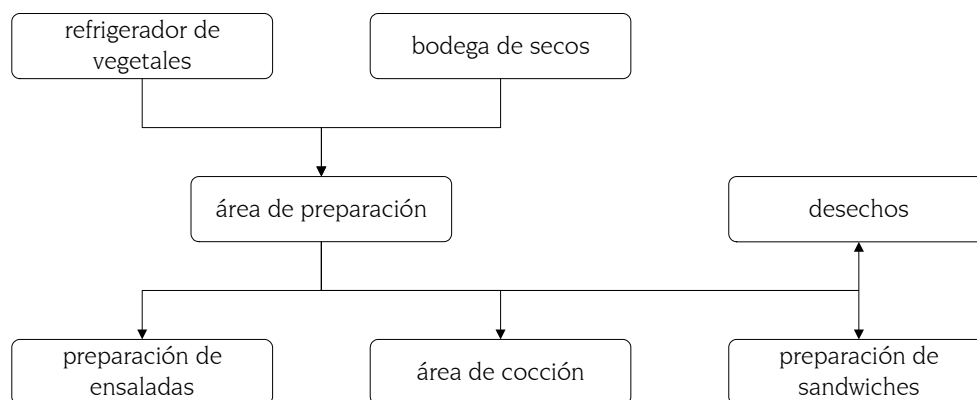 refrigerador de
vegetales
bodega de secos
área de preparación
desechos
preparación de
ensaladas
área de cocción
preparación de
sandwiches